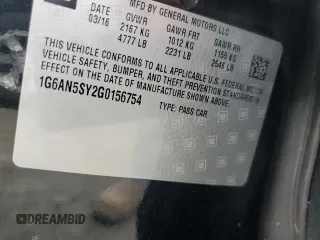 MFD BY GENERAL MOTORS LLC
DATE GVWR GAWR FRT GAWR RR
03/16 2167 KG 1012 KG 1155 KG
4777 LB 2231 LB 2546 LB
THIS VEHICLE CONFORMS TO ALL APPLICABLE U.S. FEDERAL MOTOR
VEHICLE SAFETY, BUMPER, AND THEFT PREVENTION STANDARDS
IN EFFECT ON THE DATE OF MANUFACTURE SHOWN ABOVE.
1G6AN5SY2G0156754 TYPE: PASS CAR
DREAMBID